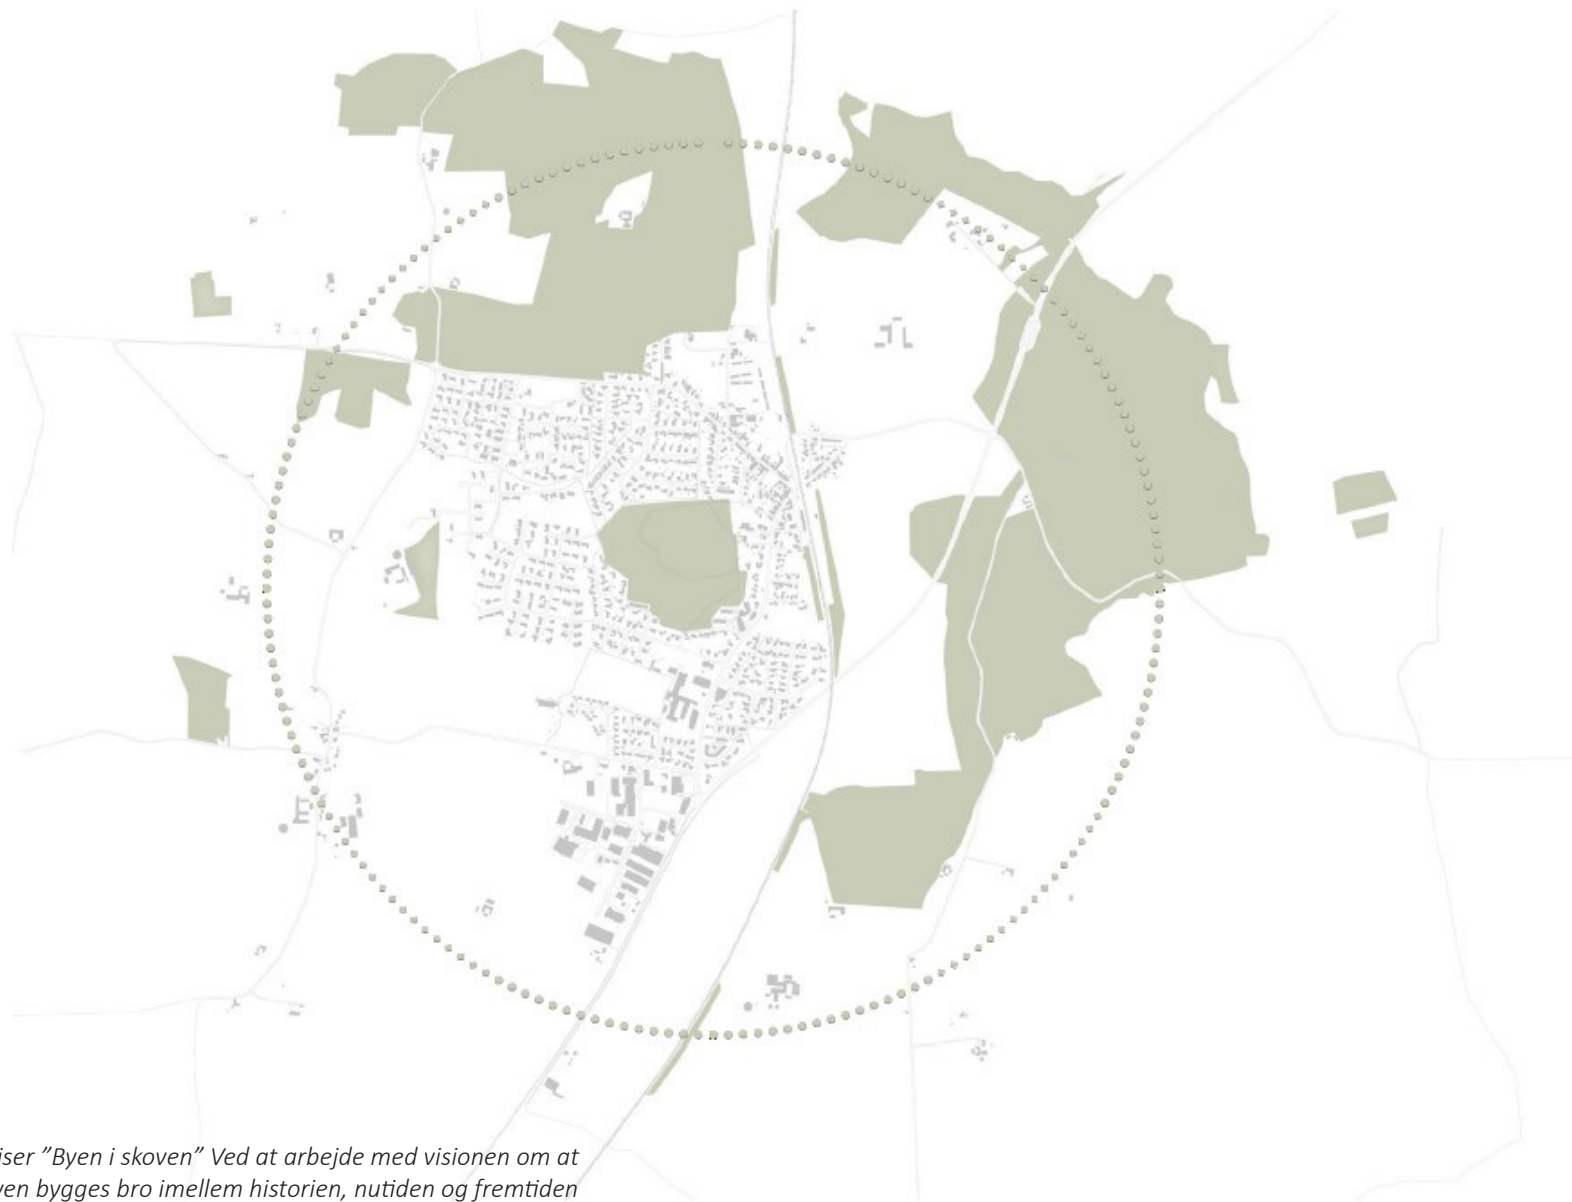 iser ”Byen i skoven” Ved at arbejde med visionen om at
ven bygges bro imellem historien, nutiden og fremtiden